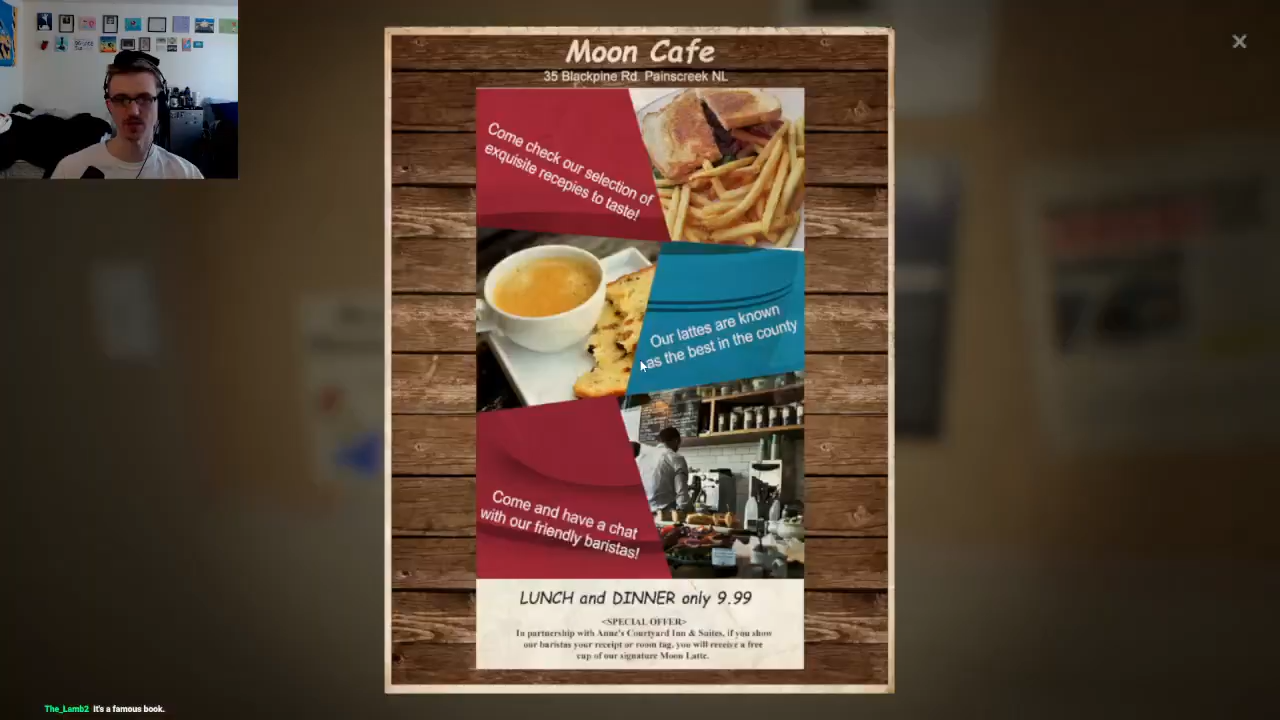 Moon Cafe
35 Blackpine Rd. Painscreek NL
Come check our selection of
exquisite recepies to taste!
Our lattes are known
as the best in the county
Come and have a chat
with our friendly baristas!
LUNCH and DINNER only 9.99
<SPECIAL OFFER>
In partnership with Anne's Courtyard Inn & Suites, if you show
our baristas your receipt or room tag, you will receive a free
cup of our signature Moon Latte.
The_Lamb2 It's a famous book.